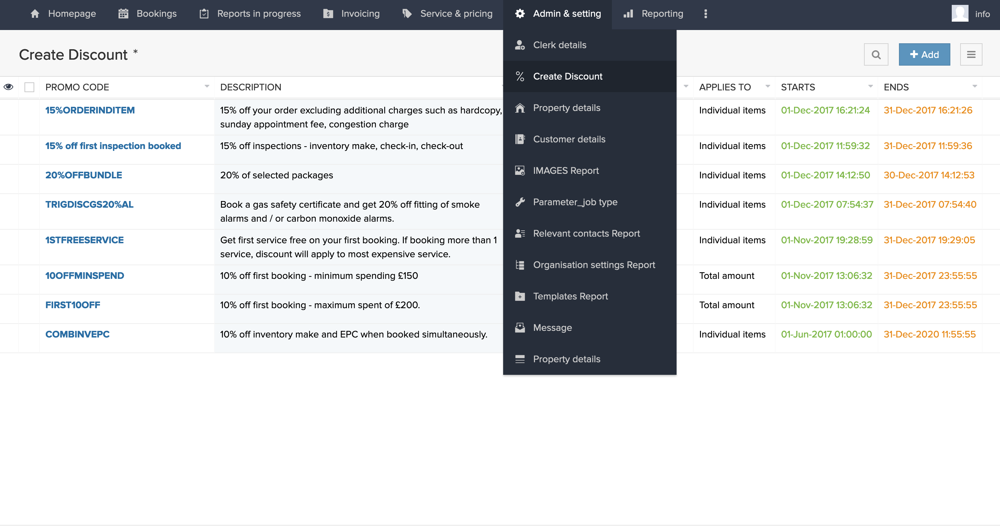 Homepage Bookings Reports in progress Invoicing Service & pricing Admin & setting Reporting info
Create Discount *
Add
PROMO CODE DESCRIPTION APPLIES TO STARTS ENDS
15%ORDERINDITEM 15% off your order excluding additional charges such as hardcopy, Individual items 01-Dec-2017 16:21:24 31-Dec-2017 16:21:26
sunday appointment fee, congestion charge
15% off first inspection booked 15% off inspections - inventory make, check-in, check-out Individual items 01-Dec-2017 11:59:32 31-Dec-2017 11:59:36
20%OFFBUNDLE 20% of selected packages Individual items 01-Dec-2017 14:12:50 30-Dec-2017 14:12:53
TRIGDISCGS20%AL Book a gas safety certificate and get 20% off fitting of smoke Individual items 01-Dec-2017 07:54:37 31-Dec-2017 07:54:40
alarms and / or carbon monoxide alarms.
1STFREESERVICE Get first service free on your first booking. If booking more than 1 Individual items 01-Nov-2017 19:28:59 31-Dec-2017 19:29:05
service, discount will apply to most expensive service.
10OFFMINSPEND 10% off first booking - minimum spending £150 Total amount 01-Nov-2017 13:06:32 31-Dec-2017 23:55:55
FIRST10OFF 10% off first booking - maximum spent of £200. Total amount 01-Nov-2017 13:06:32 31-Dec-2017 23:55:55
COMBINVEPC 10% off inventory make and EPC when booked simultaneously. Individual items 01-Jun-2017 01:00:00 31-Dec-2020 11:55:55
Clerk details
Create Discount
Property details
Customer details
IMAGES Report
Parameter_job type
Relevant contacts Report
Organisation settings Report
Templates Report
Message
Property details